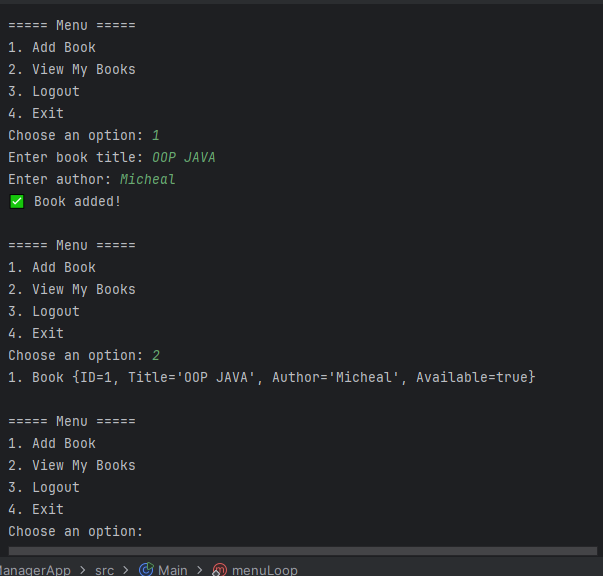 ===== Menu =====
1. Add Book
2. View My Books
3. Logout
4. Exit
Choose an option: 1
Enter book title: OOP JAVA
Enter author: Micheal
✅ Book added!
===== Menu =====
1. Add Book
2. View My Books
3. Logout
4. Exit
Choose an option: 2
1. Book {ID=1, Title='OOP JAVA', Author='Micheal', Available=true}
===== Menu =====
1. Add Book
2. View My Books
3. Logout
4. Exit
Choose an option:
ManagerApp > src > Main > menuLoop